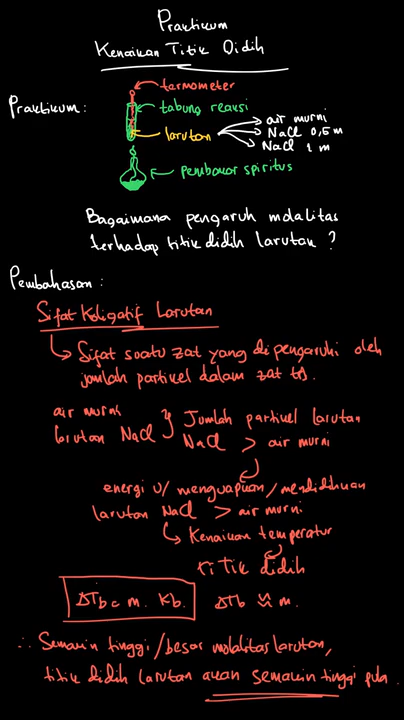 Praktikum
Kenaikan Titik Didih
Praktikum :
termometer
tabung reaksi
larutan
air murni
NaCl 0,5 m
NaCl 1 m
pembakar spiritus
Bagaimana pengaruh molalitas
terhadap titik didih larutan ?
Pembahasan :
Sifat Koligatif Larutan
Sifat suatu zat yang dipengaruhi oleh
jumlah partikel dalam zat tsb.
air murni
larutan NaCl } Jumlah partikel larutan
NaCl > air murni
energi u/ menguapkan/mendidihkan
larutan NaCl > air murni
Kenaikan temperatur
titik didih
ΔTb = m. Kb. ΔTb ≈ m.
∴ Semakin tinggi/besar molalitas larutan,
titik didih larutan akan semakin tinggi pula.